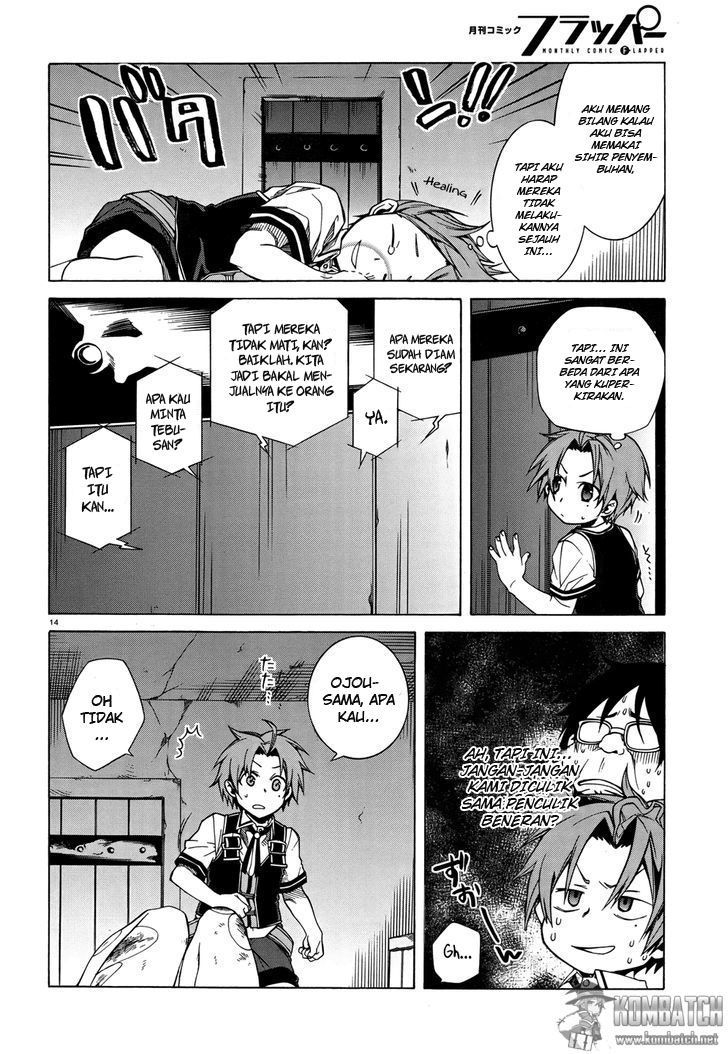 月刊コミック
フラッパー
MONTHLY COMIC FLAPPER
AKU MEMANG
BILANG KALAU
AKU BISA
MEMAKAI
SIHIR PENYEM-
BUHAN,
TAPI AKU
HARAP
MEREKA
TIDAK
MELAKU-
KANNYA
SEJAUH
INI...
!!
Healing
TAPI... INI
SANGAT BER-
BEDA DARI APA
YANG KUPER-
KIRAKAN.
APA MEREKA
SUDAH DIAM
SEKARANG?
YA.
TAPI MEREKA
TIDAK MATI, KAN?
BAIKLAH. KITA
JADI BAKAL MEN-
JUALNYA KE ORANG
ITU?
APA KAU
MINTA
TEBU-
SAN?
TAPI
ITU
KAN...
14
AH, TAPI INI...
JANGAN-JANGAN
KAMI DICULIK
SAMA PENCULIK
BENERAN?
ずーーん
Gh...
OJOU-
SAMA, APA
KAU...
たた...
OH
TIDAK
...
KOMBATCH
www.kombatch.net